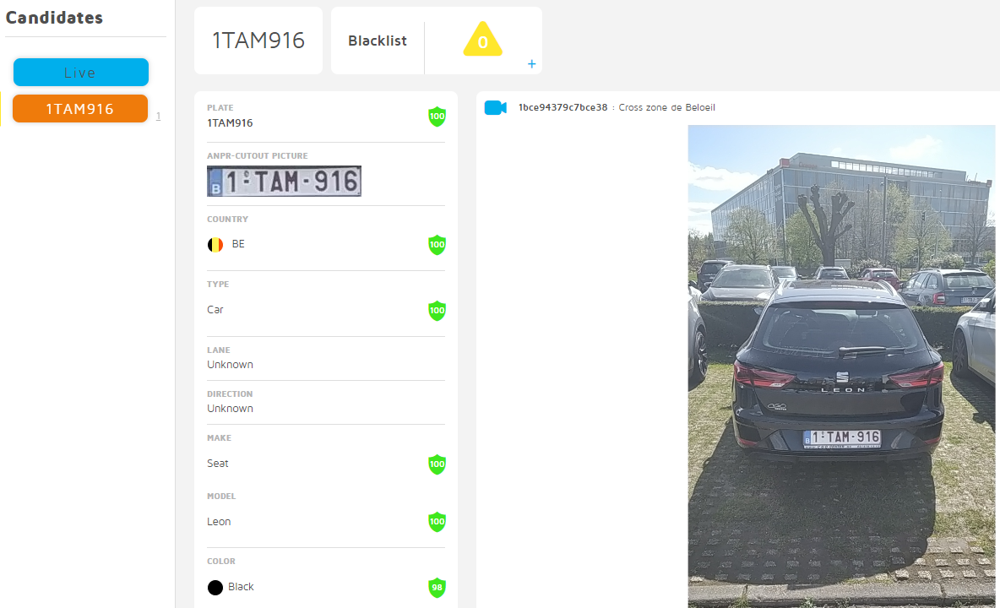 Candidates
Live
1TAM916
1
1TAM916
Blacklist
0
+
PLATE
1TAM916
100
ANPR-CUTOUT PICTURE
B 1-TAM-916
COUNTRY
BE
100
TYPE
Car
100
LANE
Unknown
DIRECTION
Unknown
MAKE
Seat
100
MODEL
Leon
100
COLOR
Black
98
1bce94379c7bce38 : Cross zone de Beloeil
LEON
B 1-TAM-916